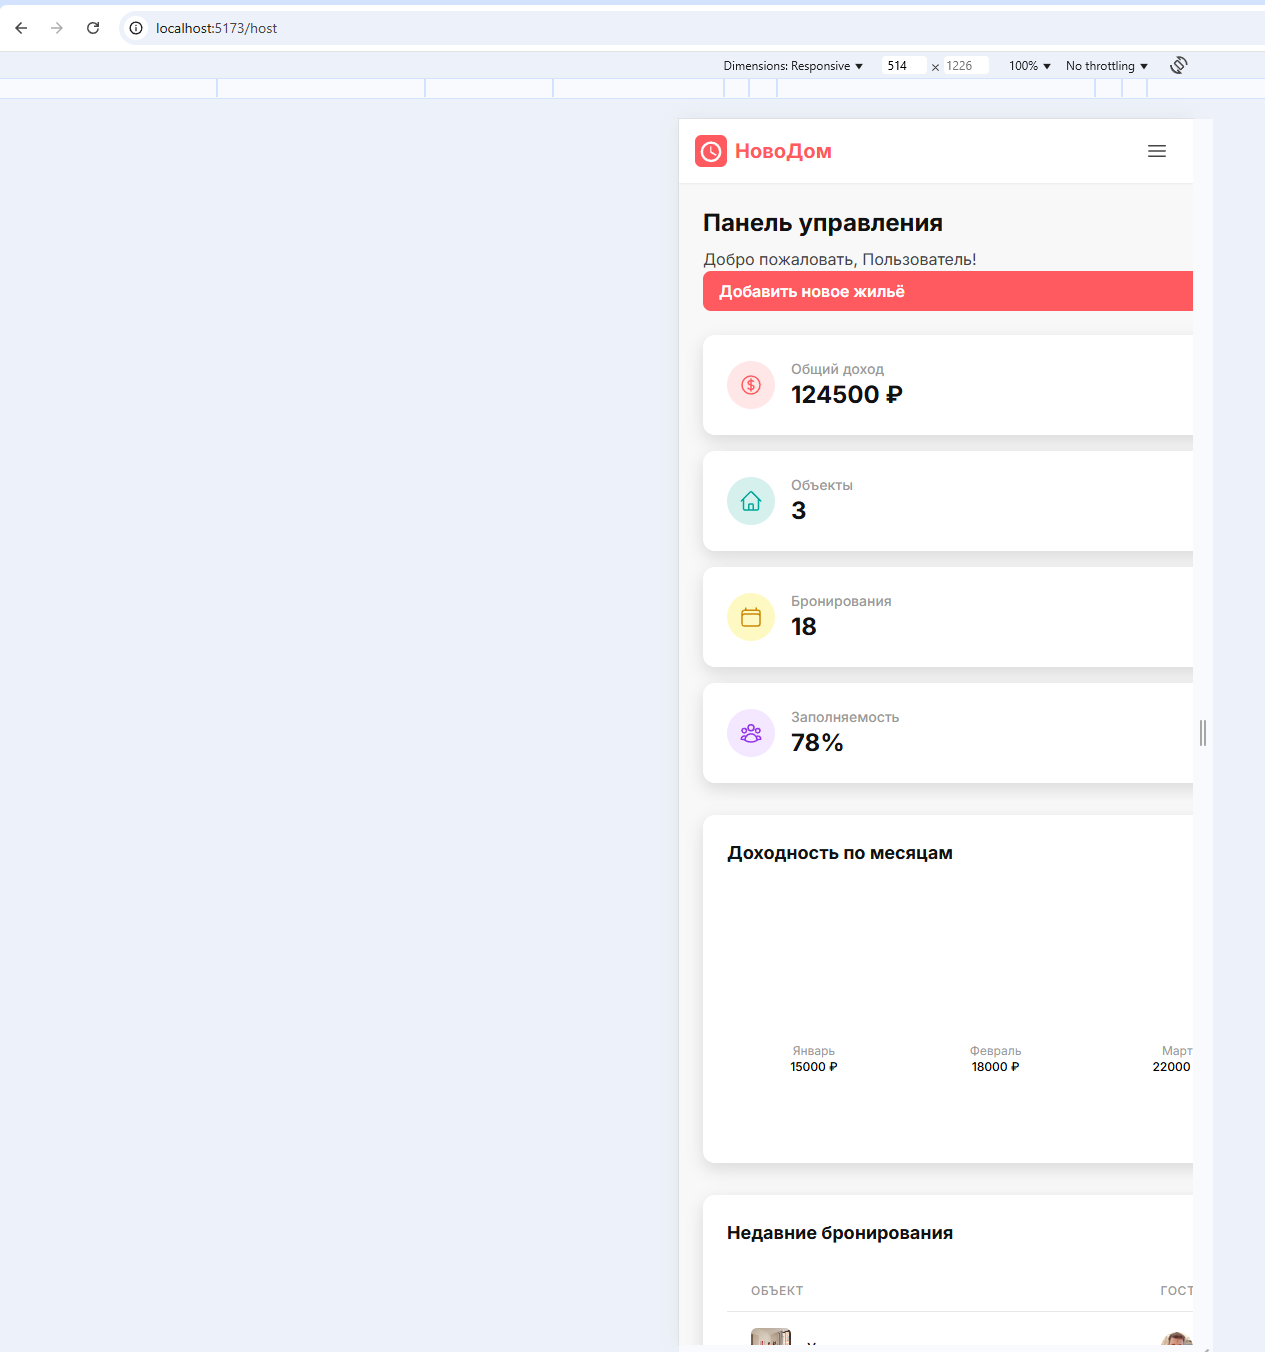 localhost:5173/host
Dimensions: Responsive 514 × 1226 100% No throttling
НовоДом
Панель управления
Добро пожаловать, Пользователь!
Добавить новое жильё
Общий доход
124500 ₽
Объекты
3
Бронирования
18
Заполняемость
78%
Доходность по месяцам
Январь Февраль Март
15000 ₽ 18000 ₽ 22000
Недавние бронирования
ОБЪЕКТ ГОСТ